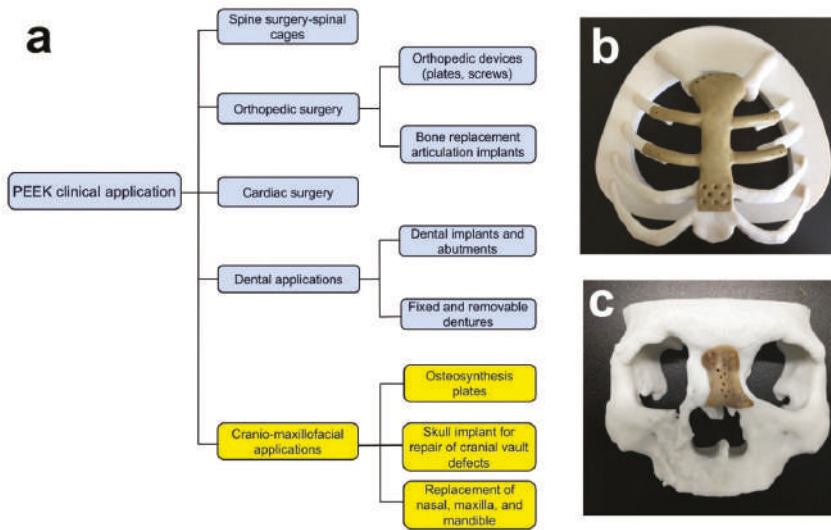 a
Spine surgery-spinal
cages
Orthopedic surgery
Orthopedic devices
(plates, screws)
Bone replacement
articulation implants
PEEK clinical application
Cardiac surgery
Dental applications
Dental implants and
abutments
Fixed and removable
dentures
Cranio-maxillofacial
applications
Osteosynthesis
plates
Skull implant for
repair of cranial vault
defects
Replacement of
nasal, maxilla, and
mandible
b
c